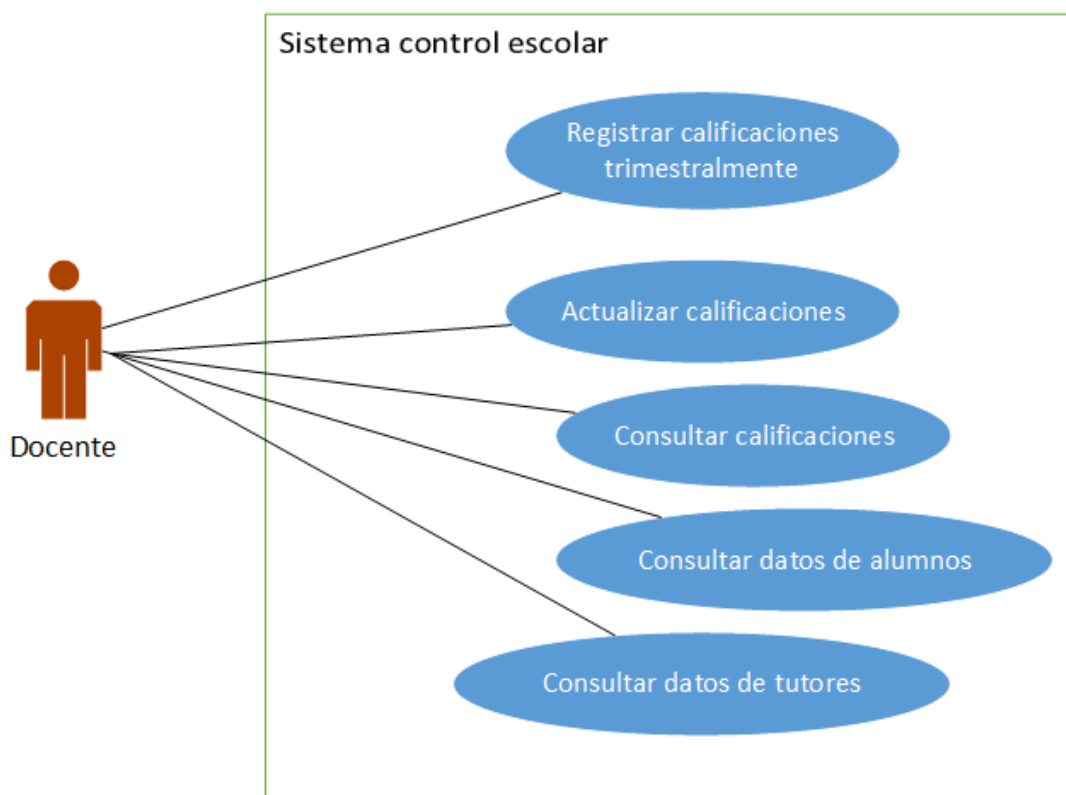 Sistema control escolar
Registrar calificaciones
trimestralmente
Actualizar calificaciones
Docente
Consultar calificaciones
Consultar datos de alumnos
Consultar datos de tutores